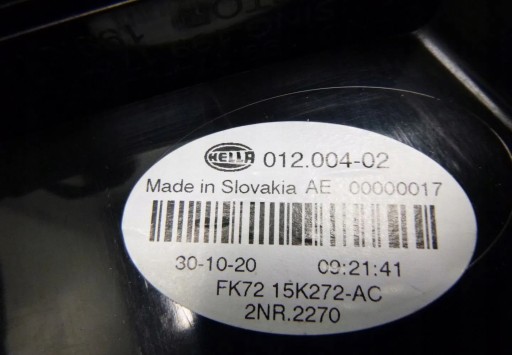 HELLA 012.004-02
Made in Slovakia AE 00000017
30-10-20 09:21:41
FK72 15K272-AC
2NR.2270